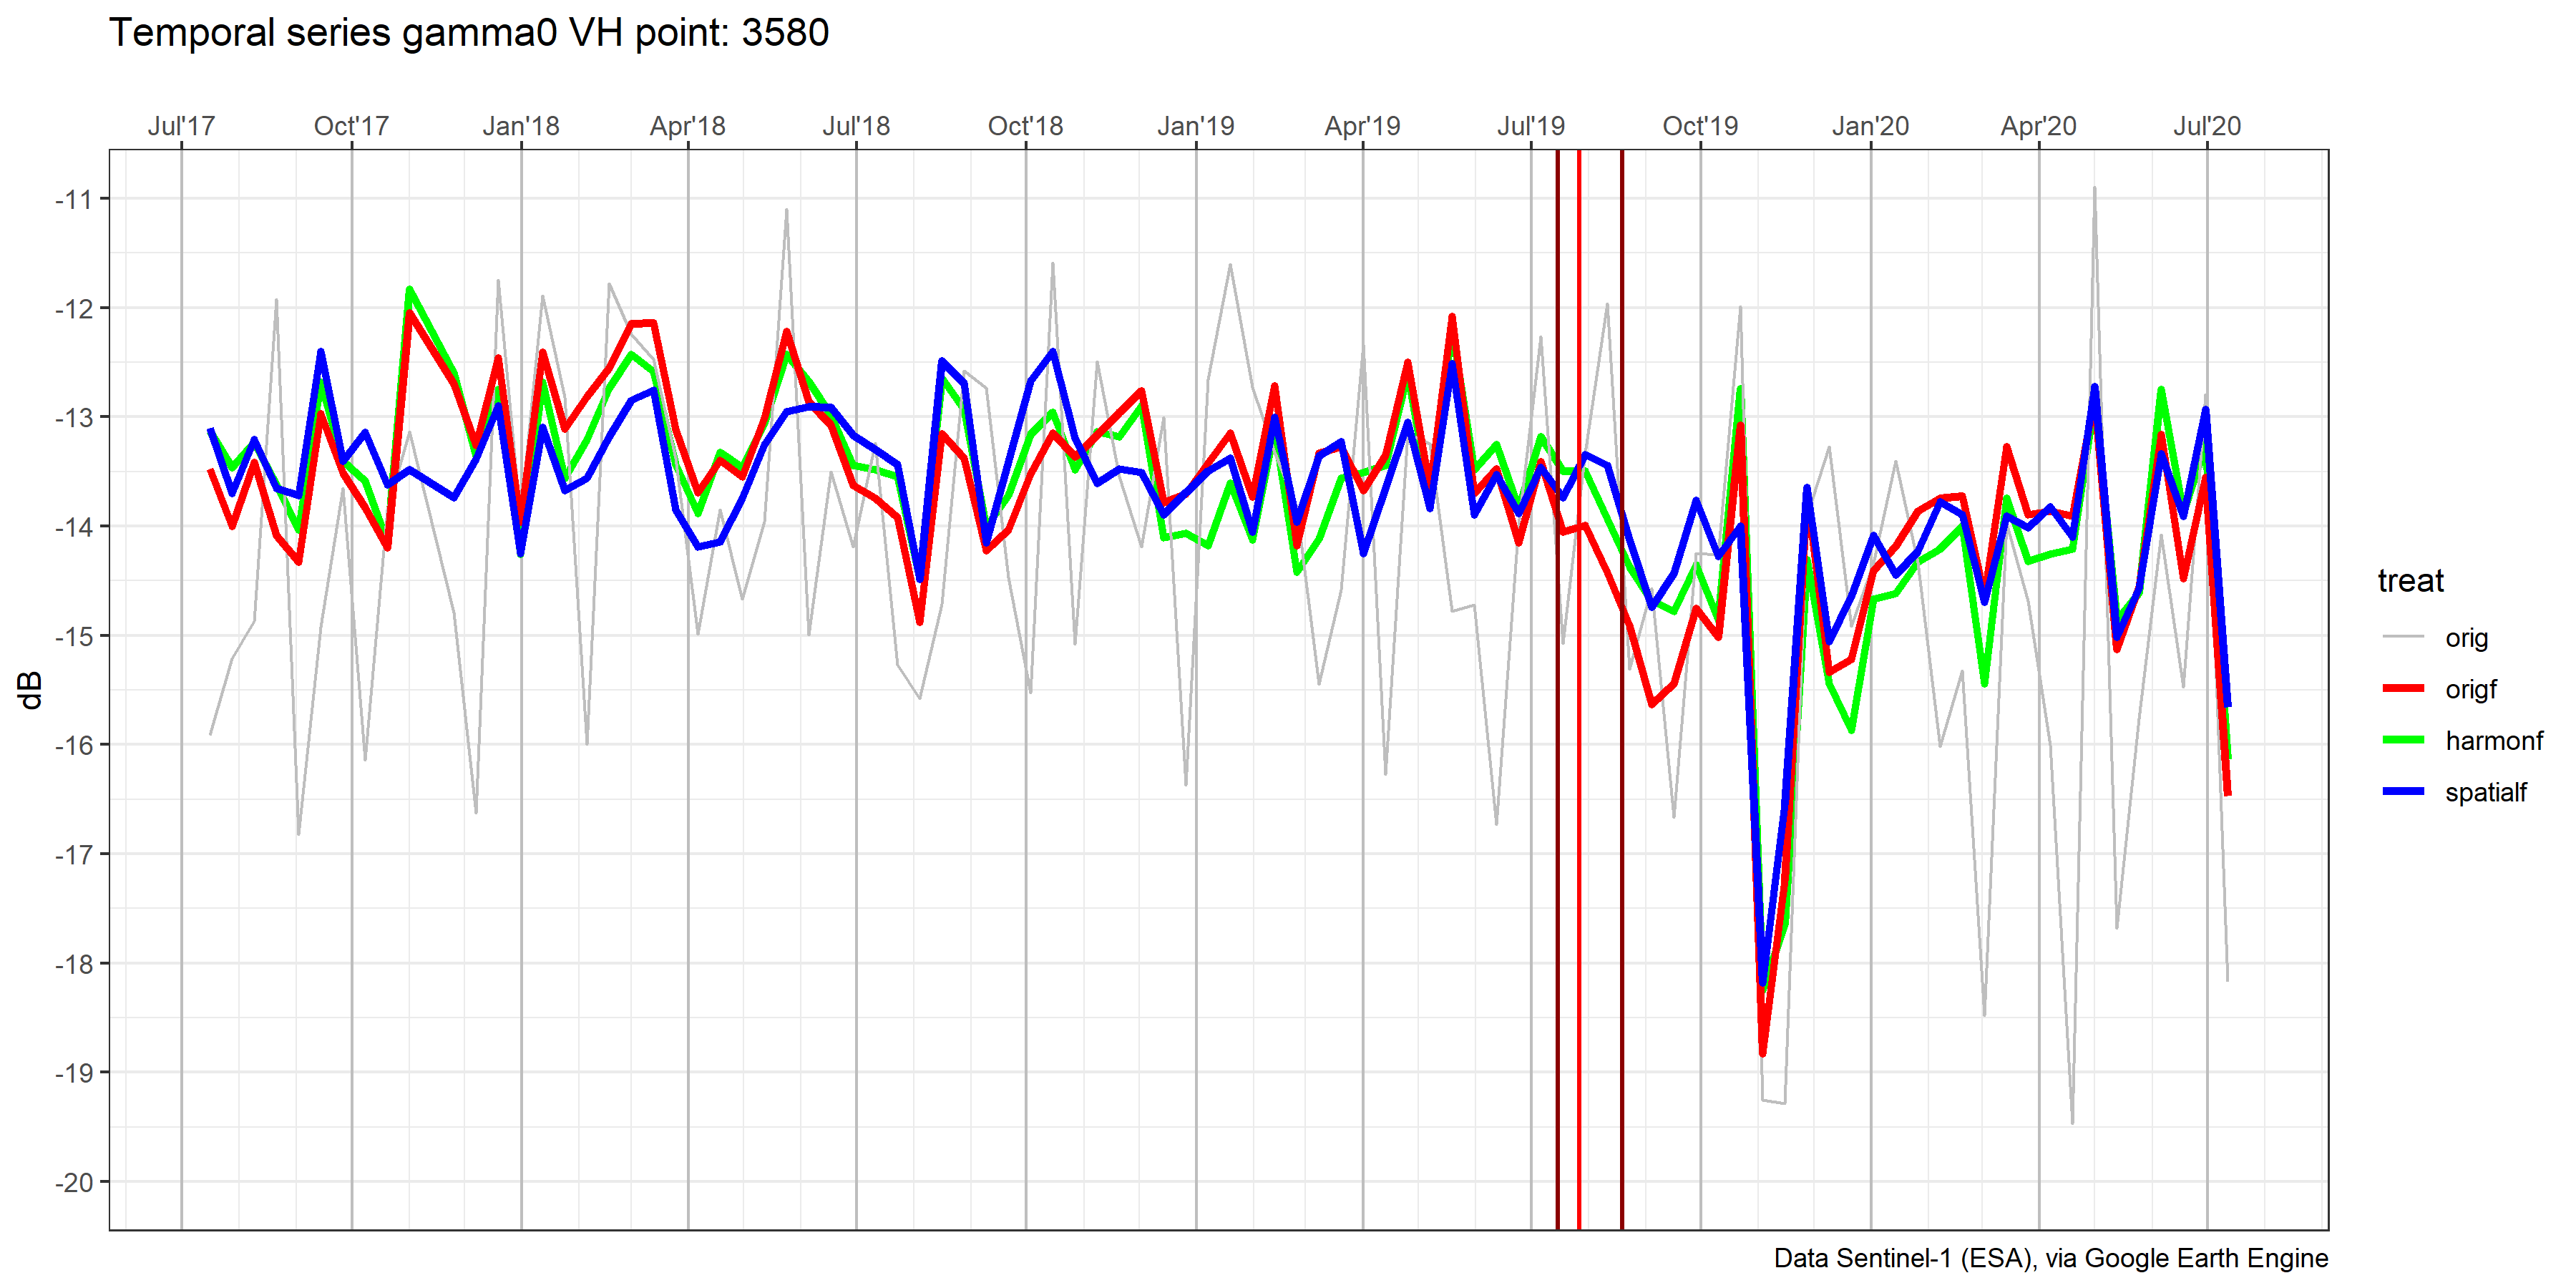 Temporal series gamma0 VH point: 3580
Jul'17 Oct'17 Jan'18 Apr'18 Jul'18 Oct'18 Jan'19 Apr'19 Jul'19 Oct'19 Jan'20 Apr'20 Jul'20
-11
-12
-13
-14
-15
-16
-17
-18
-19
-20
dB
treat
orig
origf
harmonf
spatialf
Data Sentinel-1 (ESA), via Google Earth Engine